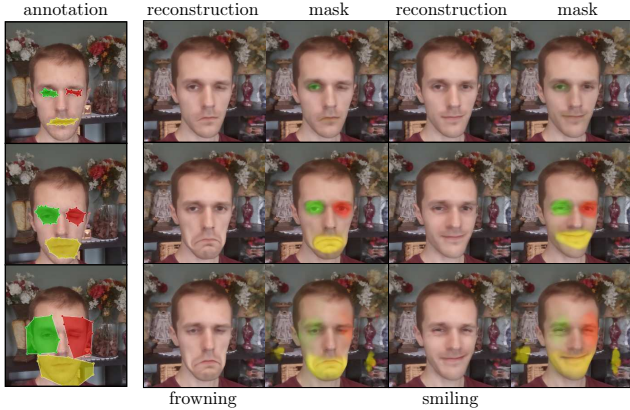 annotation reconstruction mask reconstruction mask
frowning smiling